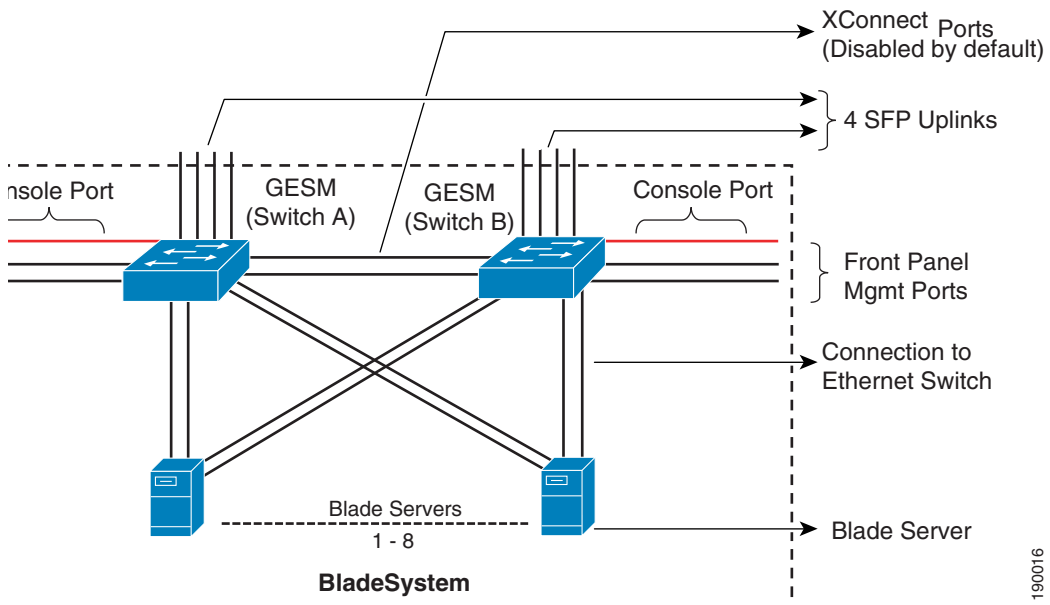 XConnect Ports
(Disabled by default)
4 SFP Uplinks
nsole Port
GESM
(Switch A)
GESM
(Switch B)
Console Port
Front Panel
Mgmt Ports
Connection to
Ethernet Switch
Blade Servers
1 - 8
Blade Server
BladeSystem
190016